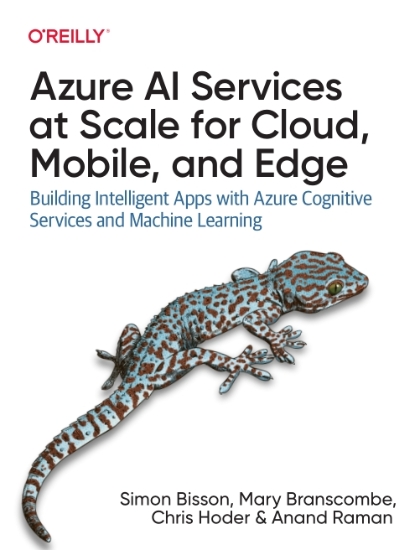 O'REILLY®
Azure AI Services
at Scale for Cloud,
Mobile, and Edge
Building Intelligent Apps with Azure Cognitive
Services and Machine Learning
Simon Bisson, Mary Branscombe,
Chris Hoder & Anand Raman